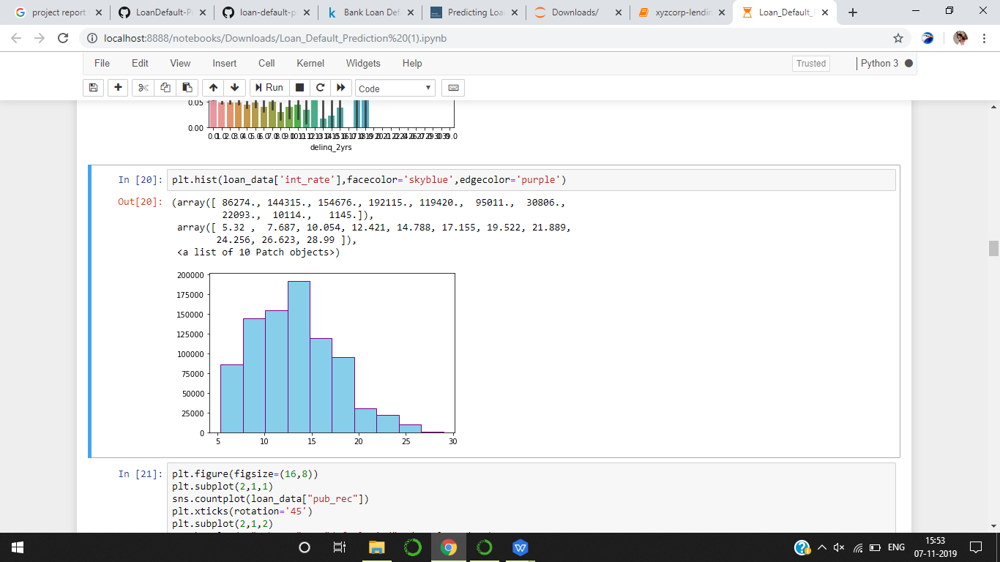 project report
LoanDefault-P
loan-default-p
Bank Loan Def
Predicting Loan
Downloads/
xyzcorp-lendin
Loan_Default_
localhost:8888/notebooks/Downloads/Loan_Default_Prediction%20(1).ipynb
File Edit View Insert Cell Kernel Widgets Help Trusted Python 3
Run Code
0.05
0.00
delinq_2yrs
In [20]: plt.hist(loan_data['int_rate'],facecolor='skyblue',edgecolor='purple')
Out[20]: (array([ 86274., 144315., 154676., 192115., 119420.,  95011.,  30806.,
22093.,  10114.,   1145.]),
array([ 5.32 ,  7.687, 10.054, 12.421, 14.788, 17.155, 19.522, 21.889,
24.256, 26.623, 28.99 ]),
<a list of 10 Patch objects>)
200000
175000
150000
125000
100000
75000
50000
25000
0
5 10 15 20 25 30
In [21]: plt.figure(figsize=(16,8))
plt.subplot(2,1,1)
sns.countplot(loan_data["pub_rec"])
plt.xticks(rotation='45')
plt.subplot(2,1,2)
ENG
15:53
07-11-2019